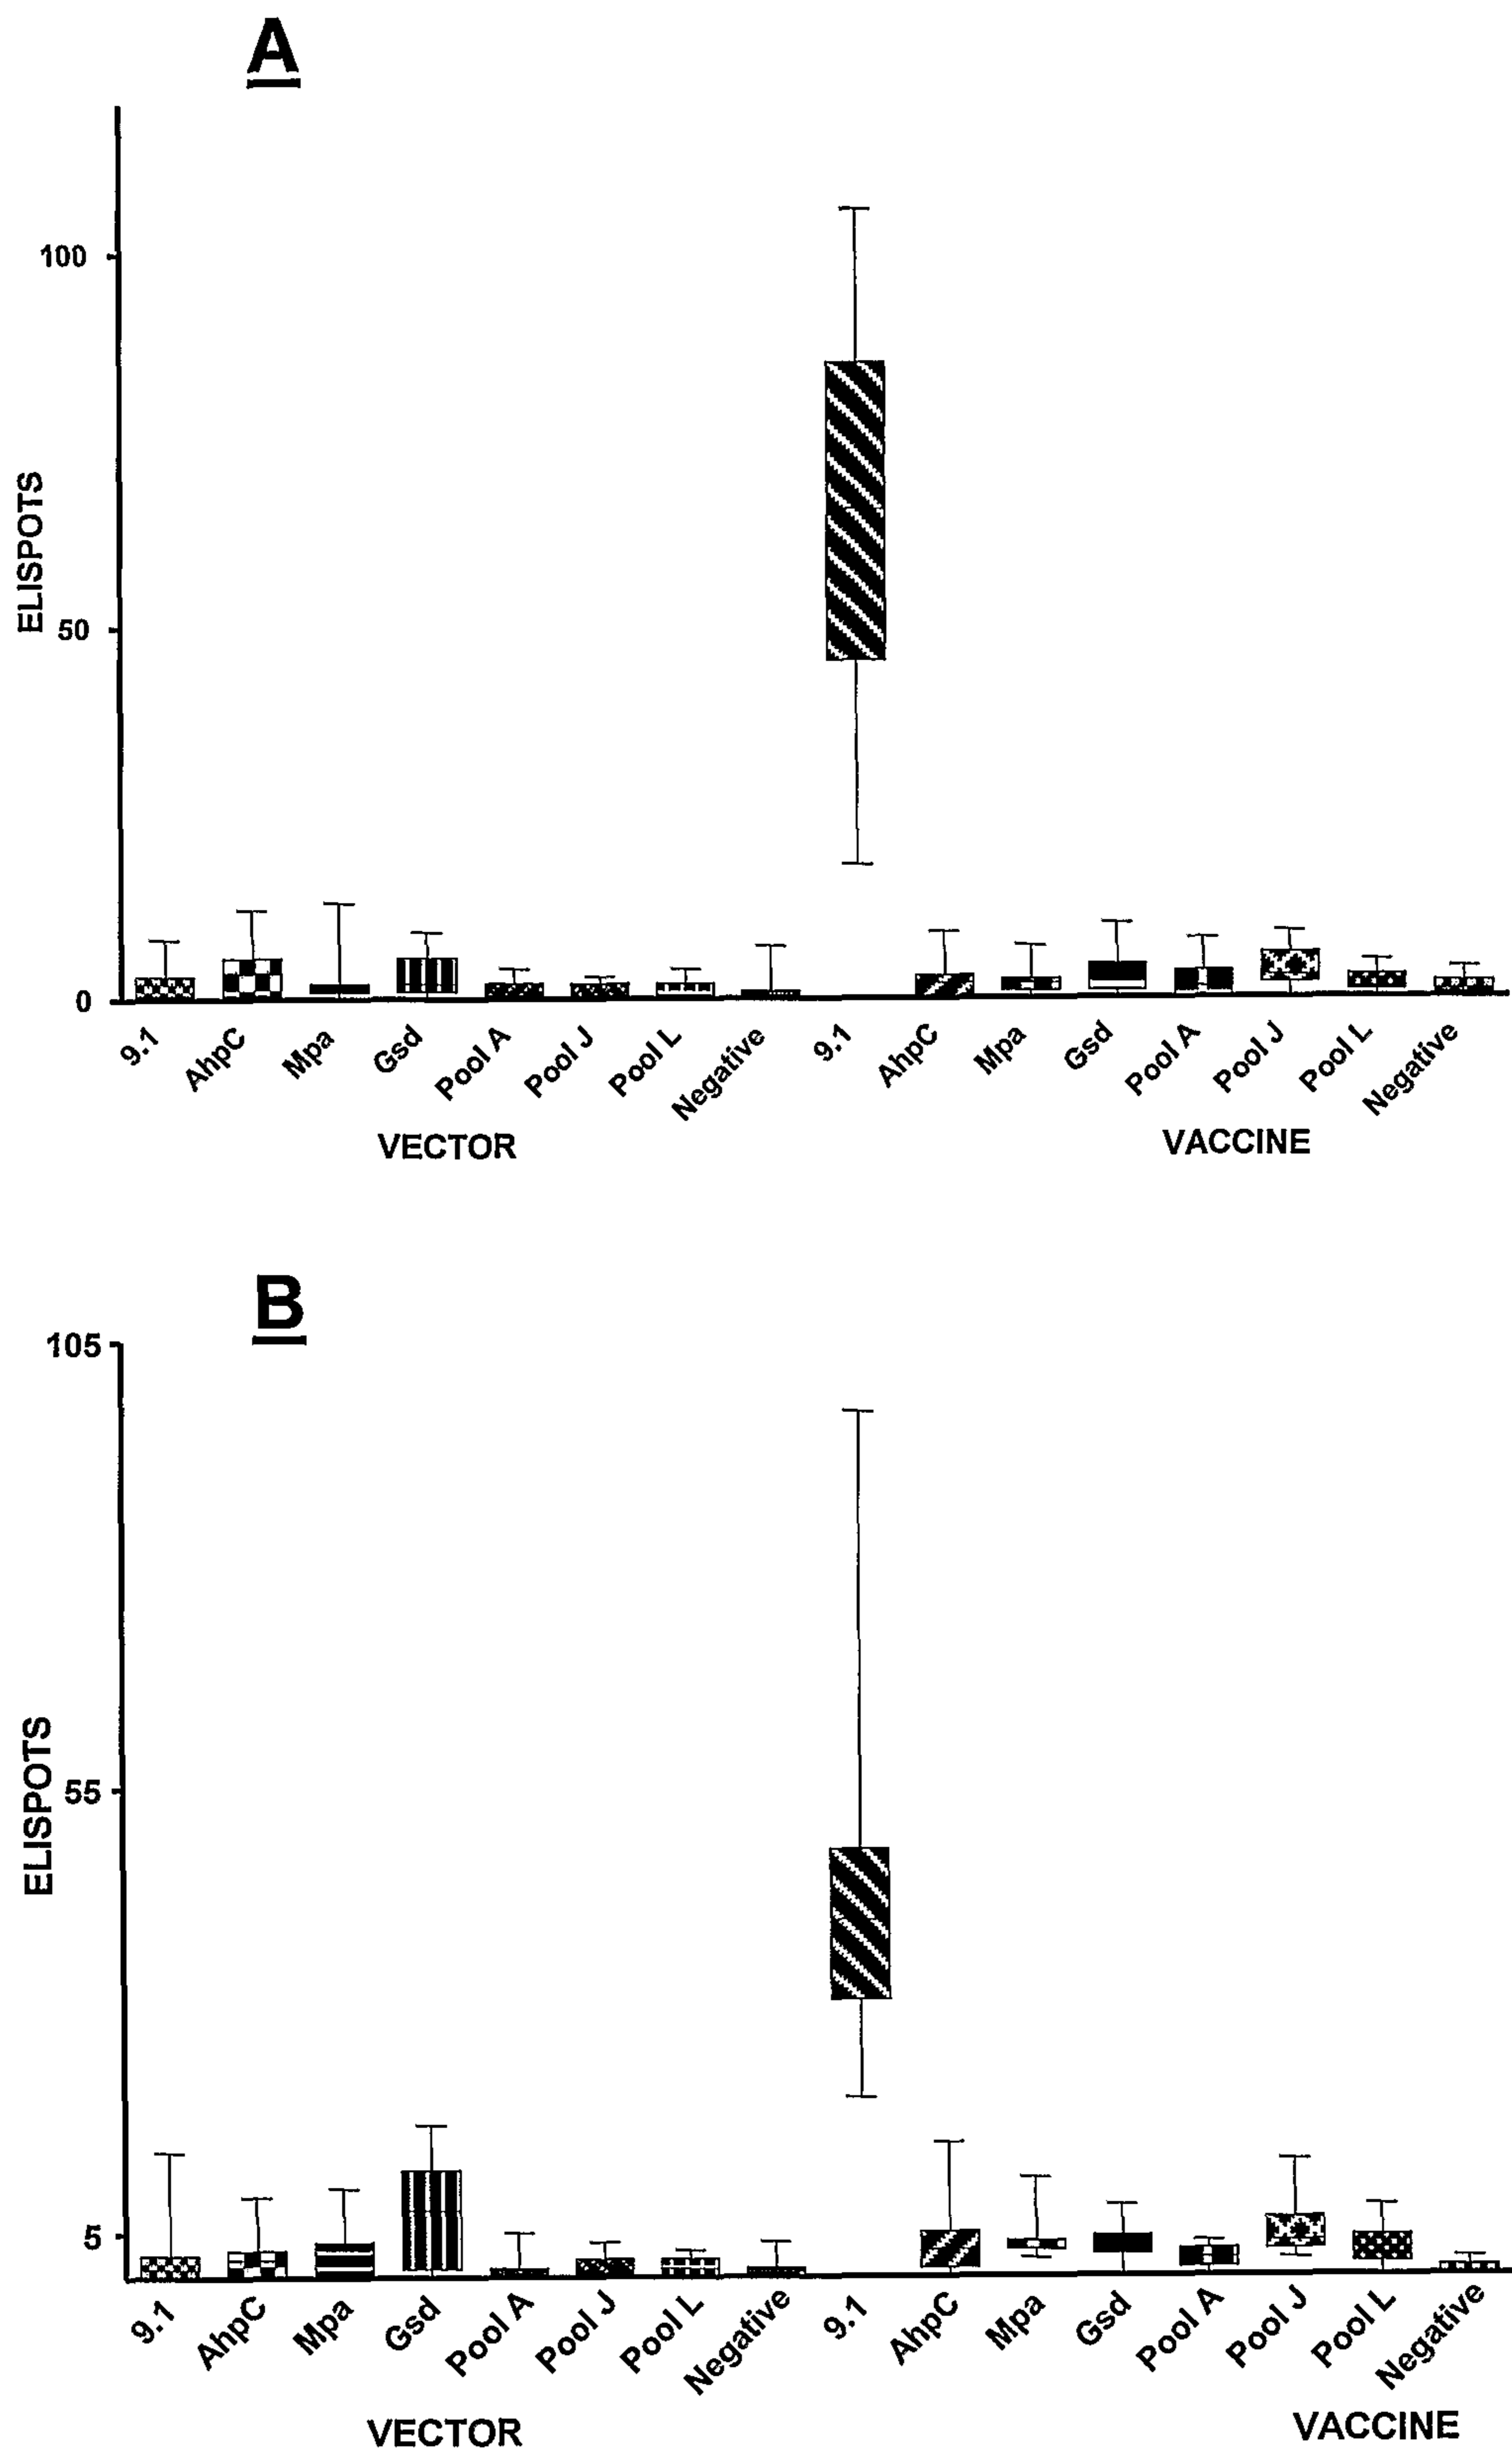 A
100
ELISPOTS
50
0
9.1 AhpC Mpa Gsd Pool A Pool J Pool L Negative 9.1 AhpC Mpa Gsd Pool A Pool J Pool L Negative
VECTOR VACCINE
B
105
ELISPOTS
55
5
9.1 AhpC Mpa Gsd Pool A Pool J Pool L Negative 9.1 AhpC Mpa Gsd Pool A Pool J Pool L Negative
VECTOR VACCINE